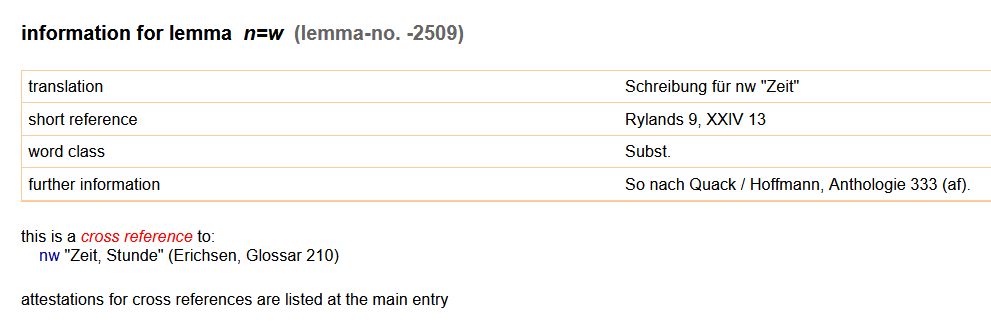 information for lemma n=w (lemma-no. -2509)
translation Schreibung für nw "Zeit"
short reference Rylands 9, XXIV 13
word class Subst.
further information So nach Quack / Hoffmann, Anthologie 333 (af).
this is a cross reference to:
nw "Zeit, Stunde" (Erichsen, Glossar 210)
attestations for cross references are listed at the main entry